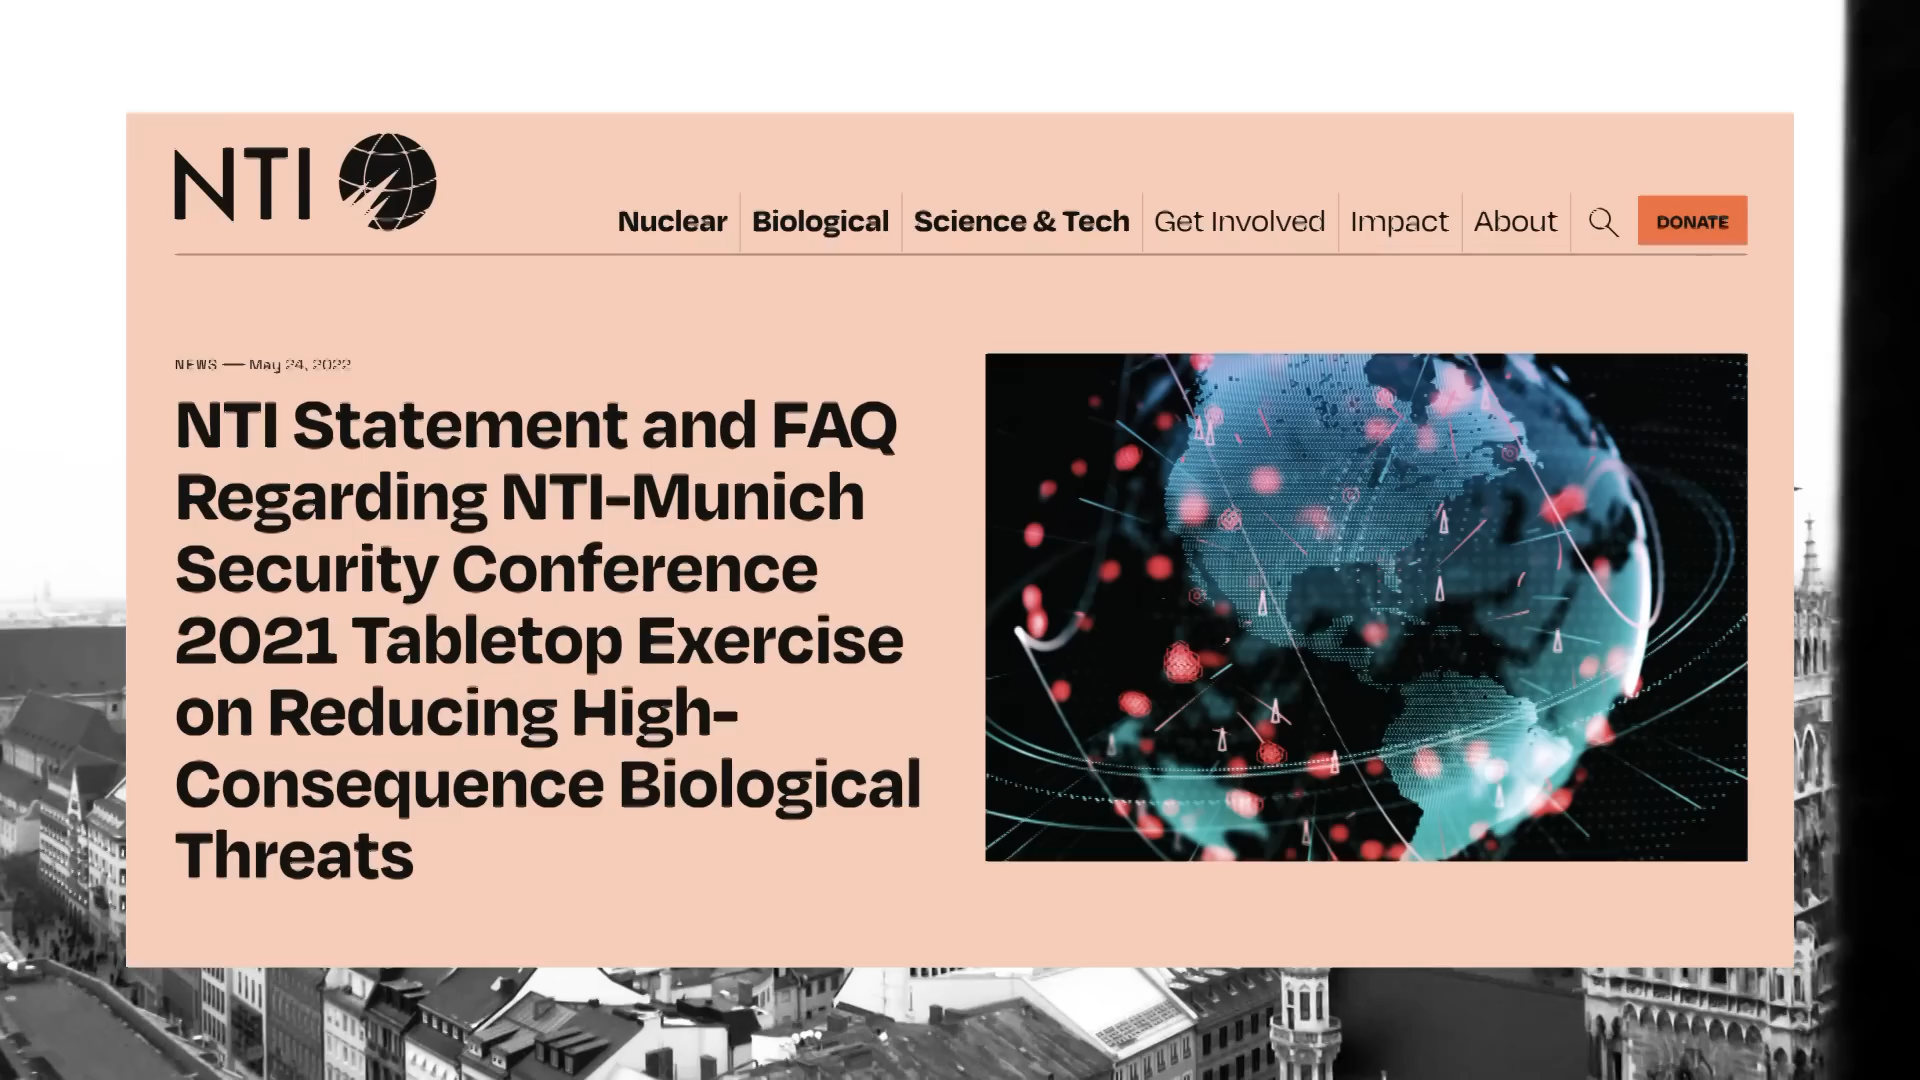 NTI
Nuclear
Biological
Science & Tech
Get Involved
Impact
About
DONATE
NEWS — May 24, 2022
NTI Statement and FAQ
Regarding NTI-Munich
Security Conference
2021 Tabletop Exercise
on Reducing High-
Consequence Biological
Threats